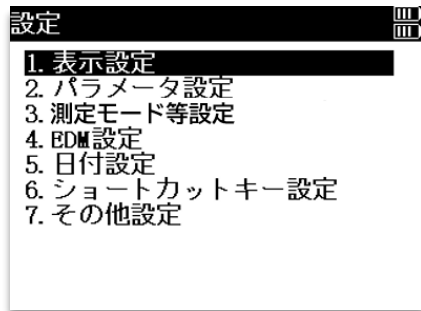 設定
1. 表示設定
2. パラメータ設定
3. 測定モード等設定
4. EDM設定
5. 日付設定
6. ショートカットキー設定
7. その他設定